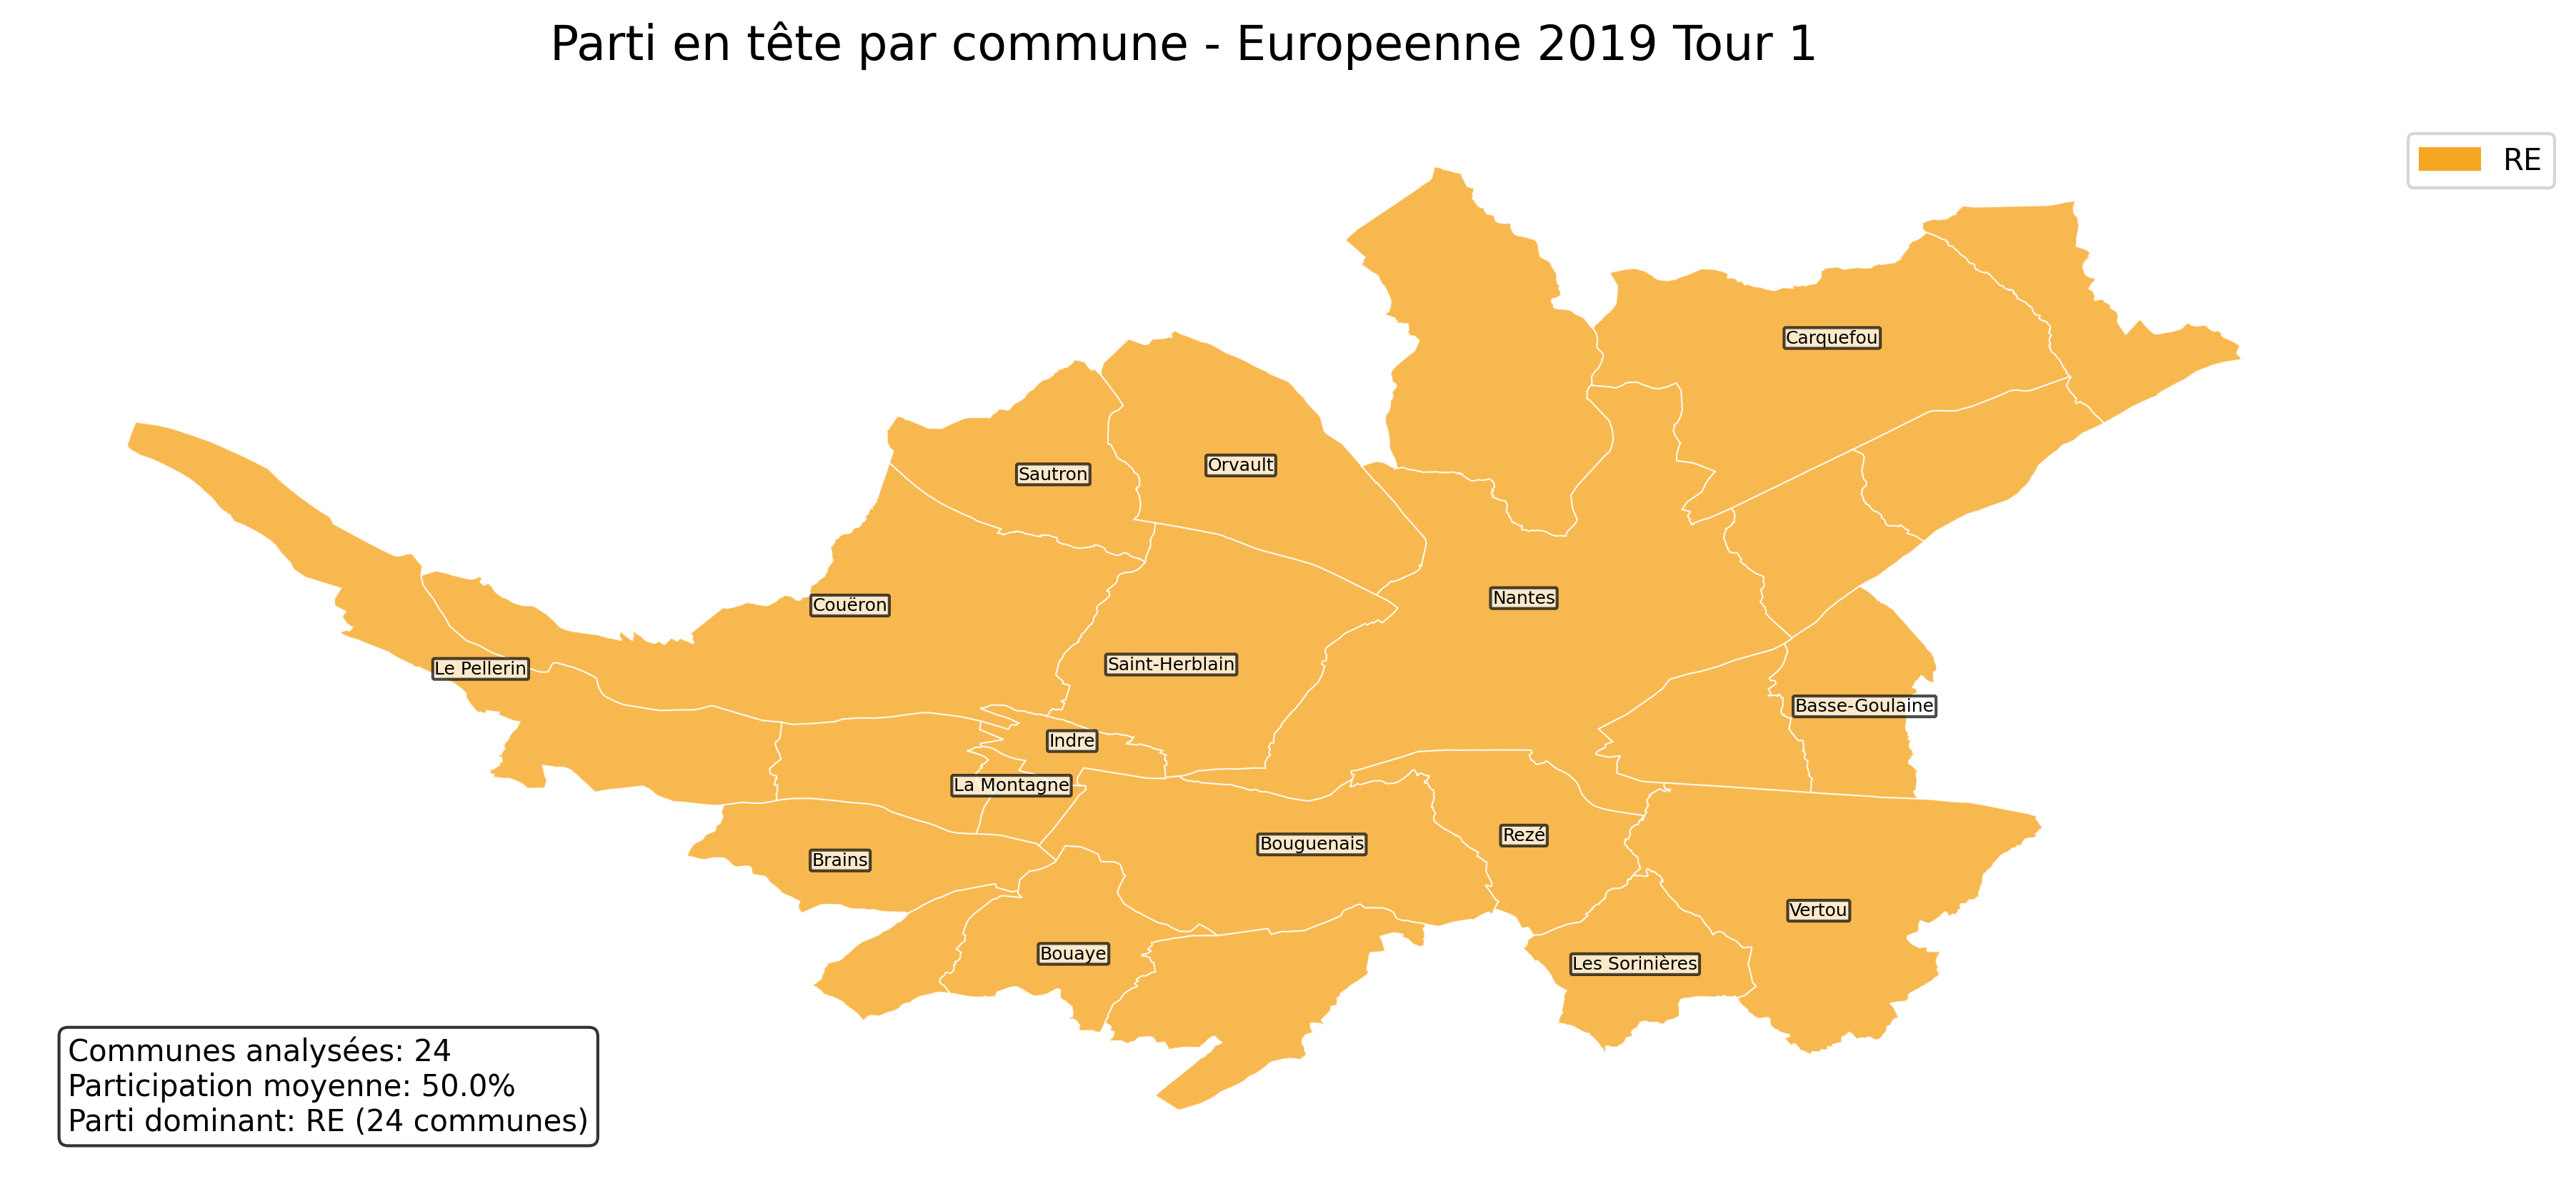 Parti en tête par commune - Europeenne 2019 Tour 1
RE
Carquefou
Sautron
Orvault
Couëron
Nantes
Le Pellerin
Saint-Herblain
Basse-Goulaine
Indre
La Montagne
Bouguenais
Rezé
Brains
Vertou
Bouaye
Les Sorinières
Communes analysées: 24
Participation moyenne: 50.0%
Parti dominant: RE (24 communes)